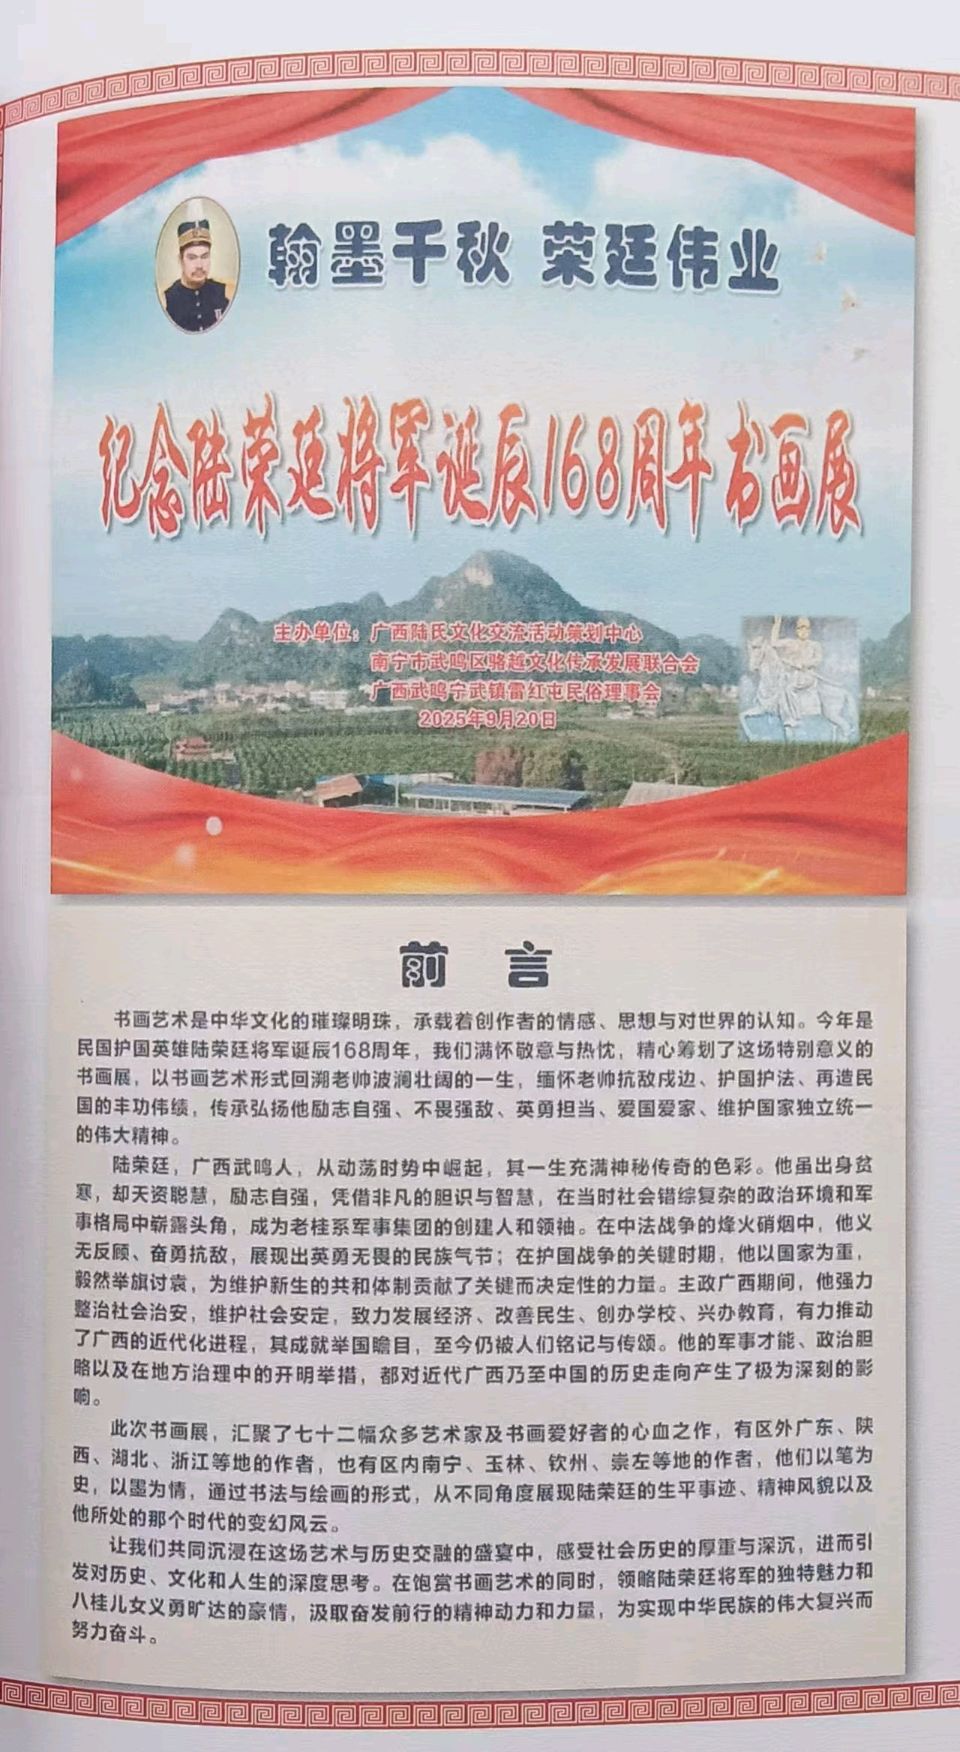 翰墨千秋 荣廷伟业
纪念陆荣廷将军诞辰168周年书画展
主办单位：广西陆氏文化交流活动策划中心
南宁市武鸣区骆越文化传承发展联合会
广西武鸣宁武镇雷红屯民俗理事会
2025年9月20日
前 言
书画艺术是中华文化的璀璨明珠，承载着创作者的情感、思想与对世界的认知。今年是
民国护国英雄陆荣廷将军诞辰168周年，我们满怀敬意与热忱，精心筹划了这场特别意义的
书画展，以书画艺术形式回溯老帅波澜壮阔的一生，缅怀老帅抗敌戍边、护国护法、再造民
国的丰功伟绩，传承弘扬他励志自强、不畏强敌、英勇担当、爱国爱家、维护国家独立统一
的伟大精神。
陆荣廷，广西武鸣人，从动荡时势中崛起，其一生充满神秘传奇的色彩。他虽出身贫
寒，却天资聪慧，励志自强，凭借非凡的胆识与智慧，在当时社会错综复杂的政治环境和军
事格局中崭露头角，成为老桂系军事集团的创建人和领袖。在中法战争的烽火硝烟中，他义
无反顾、奋勇抗敌，展现出英勇无畏的民族气节；在护国战争的关键时期，他以国家为重，
毅然举旗讨袁，为维护新生的共和体制贡献了关键而决定性的力量。主政广西期间，他强力
整治社会治安，维护社会安定，致力发展经济、改善民生、创办学校、兴办教育，有力推动
了广西的近代化进程，其成就举国瞻目，至今仍被人们铭记与传颂。他的军事才能、政治胆
略以及在地方治理中的开明举措，都对近代广西乃至中国的历史走向产生了极为深刻的影
响。
此次书画展，汇聚了七十二幅众多艺术家及书画爱好者的心血之作，有区外广东、陕
西、湖北、浙江等地的作者，也有区内南宁、玉林、钦州、崇左等地的作者，他们以笔为
史，以墨为情，通过书法与绘画的形式，从不同角度展现陆荣廷的生平事迹、精神风貌以及
他所处的那个时代的变幻风云。
让我们共同沉浸在这场艺术与历史交融的盛宴中，感受社会历史的厚重与深沉，进而引
发对历史、文化和人生的深度思考。在饱赏书画艺术的同时，领略陆荣廷将军的独特魅力和
八桂儿女义勇旷达的豪情，汲取奋发前行的精神动力和力量，为实现中华民族的伟大复兴而
努力奋斗。